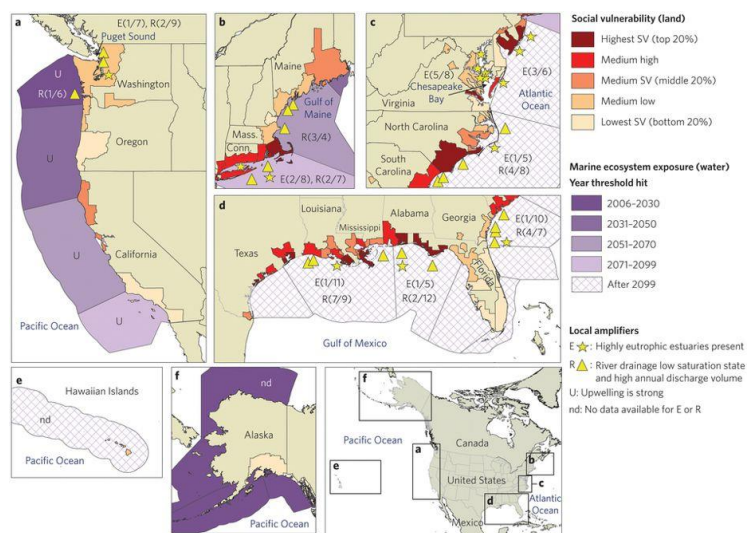 a
E(1/7), R(2/9)
Puget Sound
U
Washington
R(1/6)
Oregon
U
U
California
U
Pacific Ocean
b
Maine
Gulf of
Maine
Mass.
R(3/4)
Conn.
E(2/8), R(2/7)
c
E(5/8)
E(3/6)
Chesapeake
Bay
Atlantic
Ocean
Virginia
North Carolina
E(1/5)
R(4/8)
South
Carolina
d
Louisiana
Alabama
Georgia
E(1/10)
R(4/7)
Mississippi
Texas
Florida
E(1/11)
R(7/9)
E(1/5)
R(2/12)
Gulf of Mexico
e
Hawaiian Islands
nd
Pacific Ocean
f
nd
Alaska
Pacific Ocean
f
Pacific Ocean
Canada
a
b
e
United States
c
d
Atlantic
Ocean
Mexico
Social vulnerability (land)
Highest SV (top 20%)
Medium high
Medium SV (middle 20%)
Medium low
Lowest SV (bottom 20%)
Marine ecosystem exposure (water)
Year threshold hit
2006–2030
2031–2050
2051–2070
2071–2099
After 2099
Local amplifiers
E : Highly eutrophic estuaries present
R : River drainage low saturation state
and high annual discharge volume
U: Upwelling is strong
nd: No data available for E or R